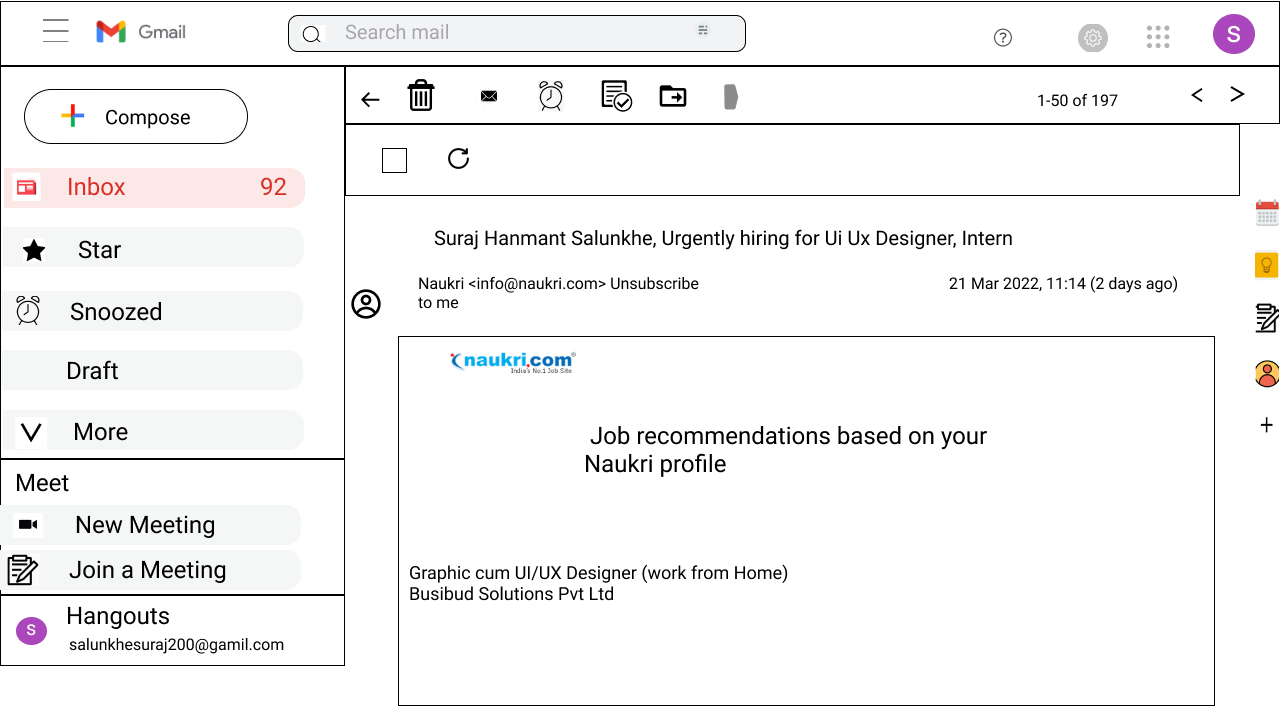 Gmail
Search mail
S
Compose
1-50 of 197
Inbox 92
Star
Snoozed
Draft
More
Meet
New Meeting
Join a Meeting
Hangouts
S
salunkhesuraj200@gamil.com
Suraj Hanmant Salunkhe, Urgently hiring for Ui Ux Designer, Intern
Naukri <info@naukri.com> Unsubscribe 21 Mar 2022, 11:14 (2 days ago)
to me
naukri.com
India's No.1 Job Site
Job recommendations based on your
Naukri profile
Graphic cum UI/UX Designer (work from Home)
Busibud Solutions Pvt Ltd